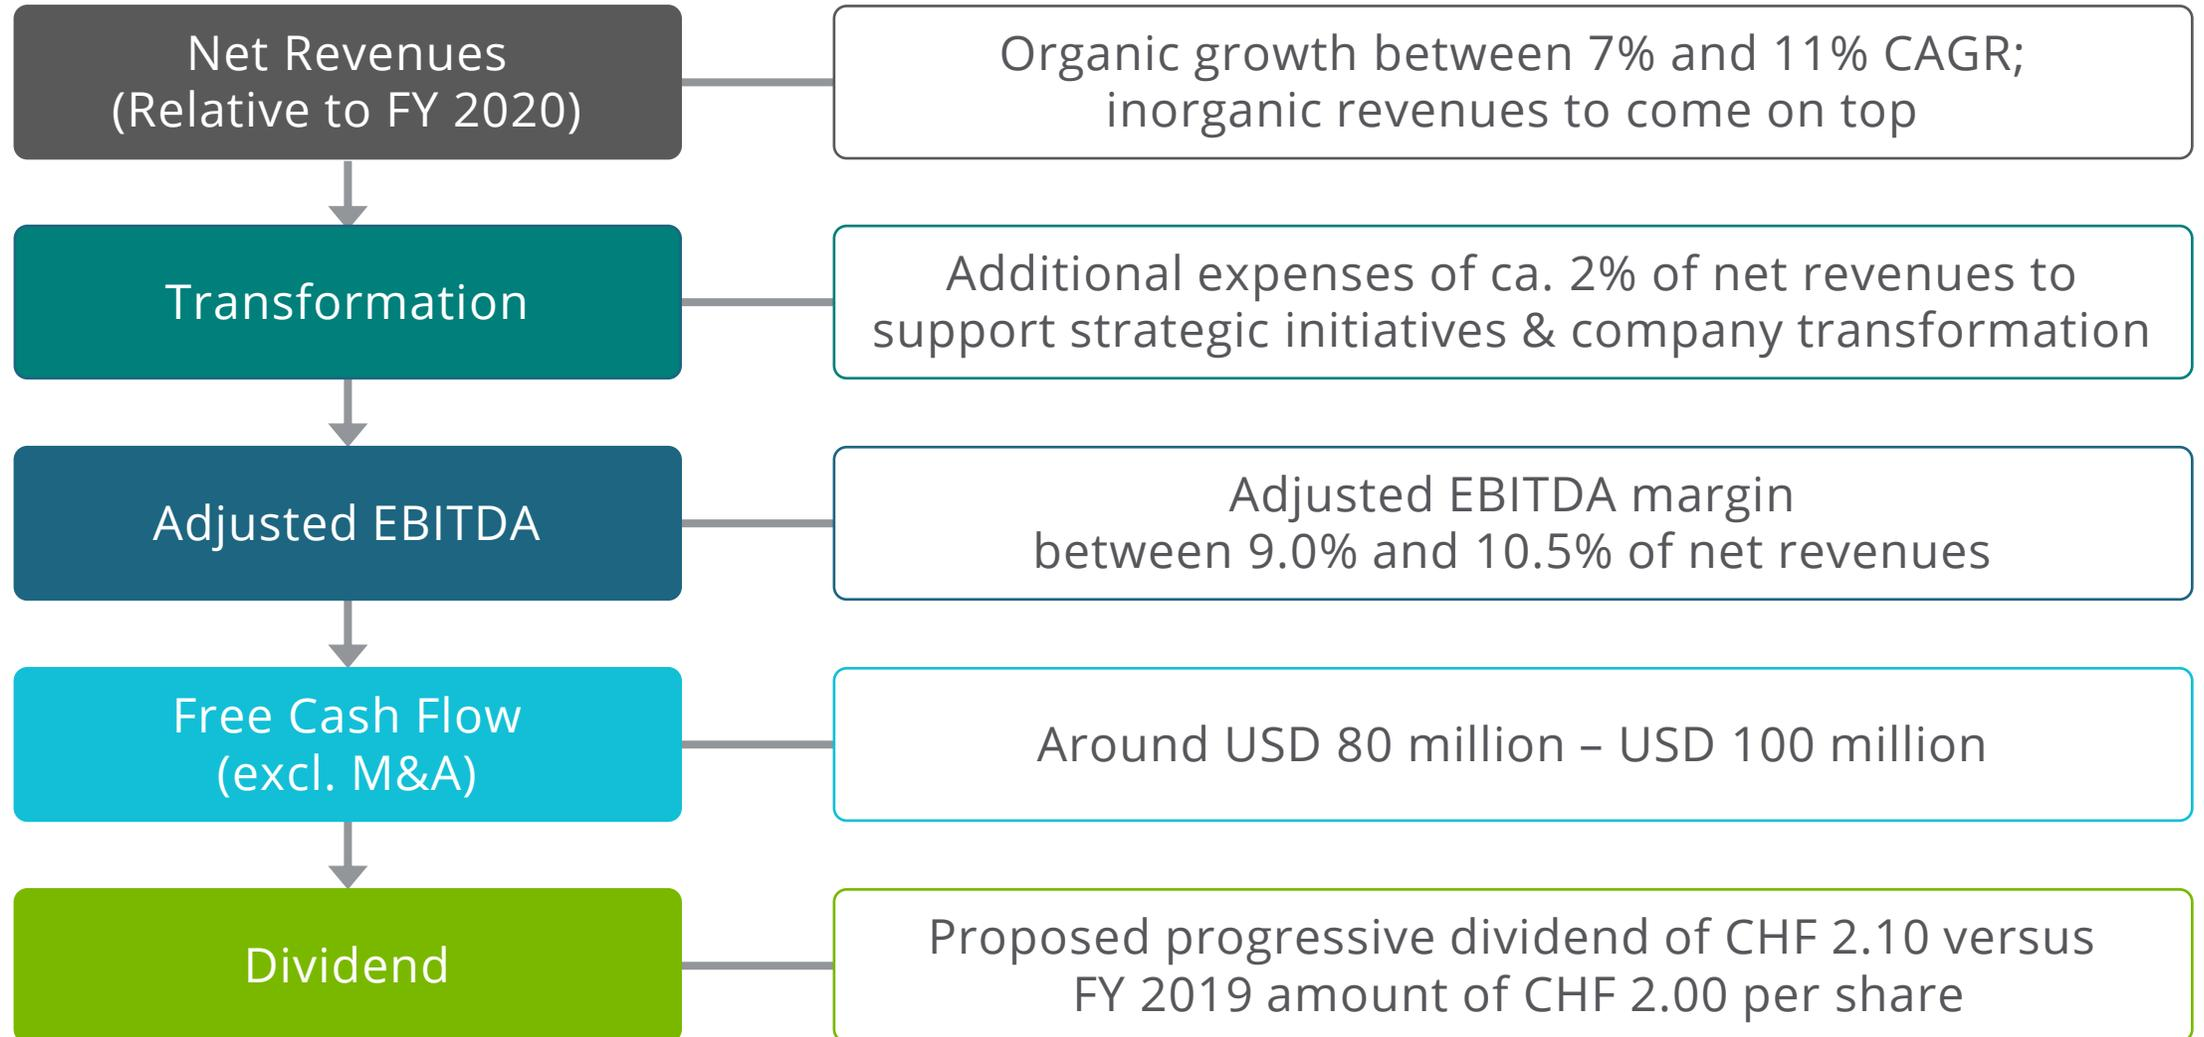 Net Revenues
(Relative to FY 2020)
Organic growth between 7% and 11% CAGR;
inorganic revenues to come on top
Transformation
Additional expenses of ca. 2% of net revenues to
support strategic initiatives & company transformation
Adjusted EBITDA
Adjusted EBITDA margin
between 9.0% and 10.5% of net revenues
Free Cash Flow
(excl. M&A)
Around USD 80 million – USD 100 million
Dividend
Proposed progressive dividend of CHF 2.10 versus
FY 2019 amount of CHF 2.00 per share